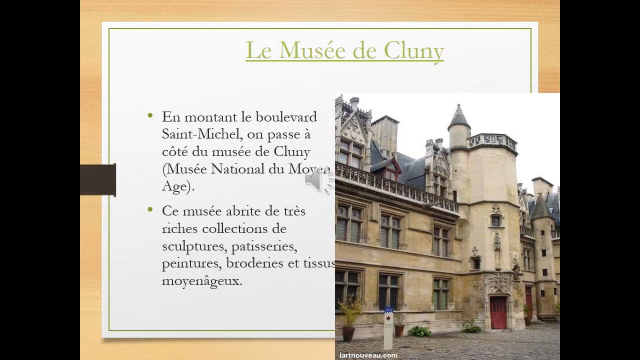 Le Musée de Cluny
• En montant le boulevard
Saint-Michel, on passe à
côté du musée de Cluny
(Musée National du Moyen
Age).
• Ce musée abrite de très
riches collections de
sculptures, patisseries,
peintures, broderies et tissus
moyenâgeux.
lartnouveau.com